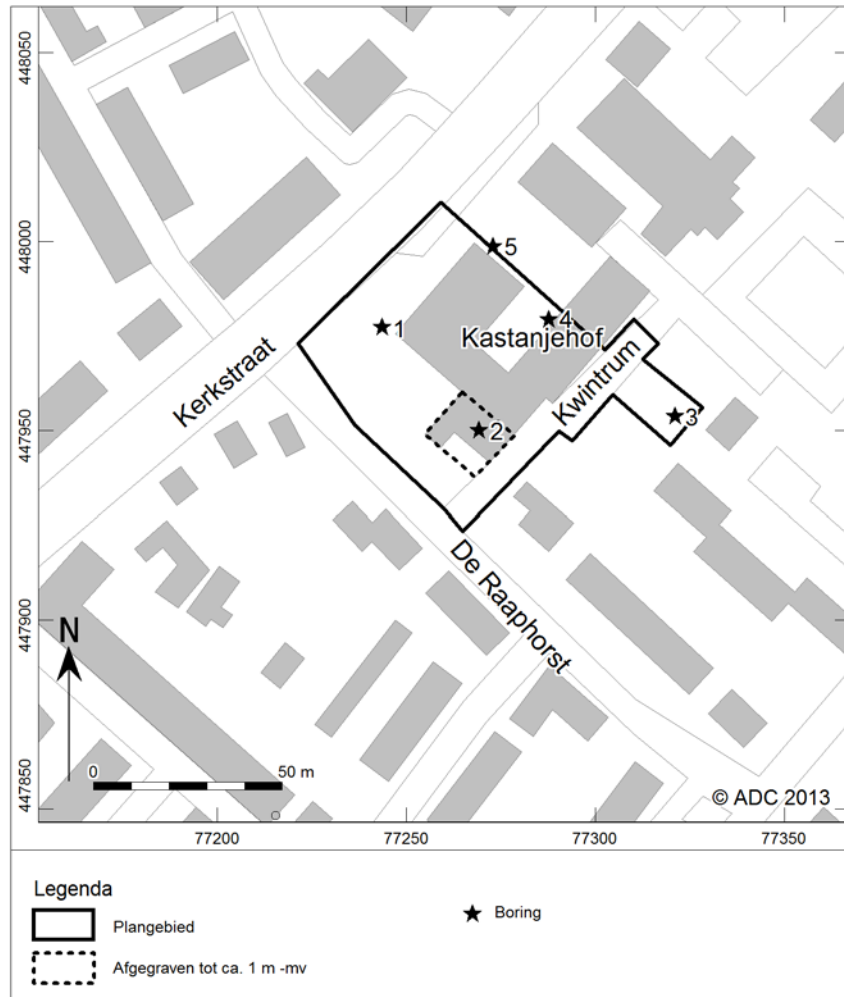 448050
448000
447950
447900
447850
5
1
4
Kastanjehof
Kerkstraat
Kwintrum
3
2
De Raaphorst
N
0 50 m
© ADC 2013
77200 77250 77300 77350
Legenda
Plangebied
Boring
Afgegraven tot ca. 1 m -mv